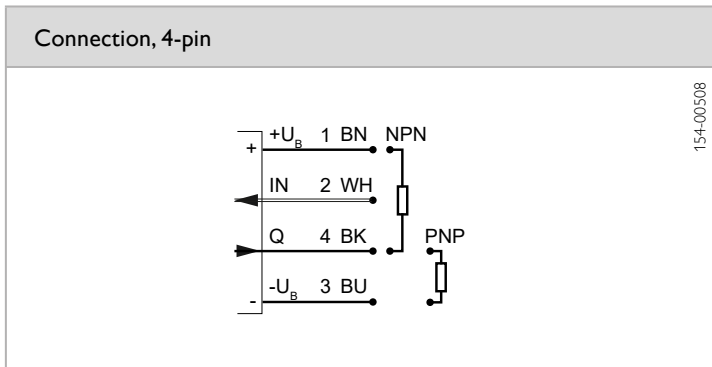 Connection, 4-pin
154-00508
+U_B 1 BN NPN
+
IN 2 WH
Q 4 BK PNP
-U_B 3 BU
-